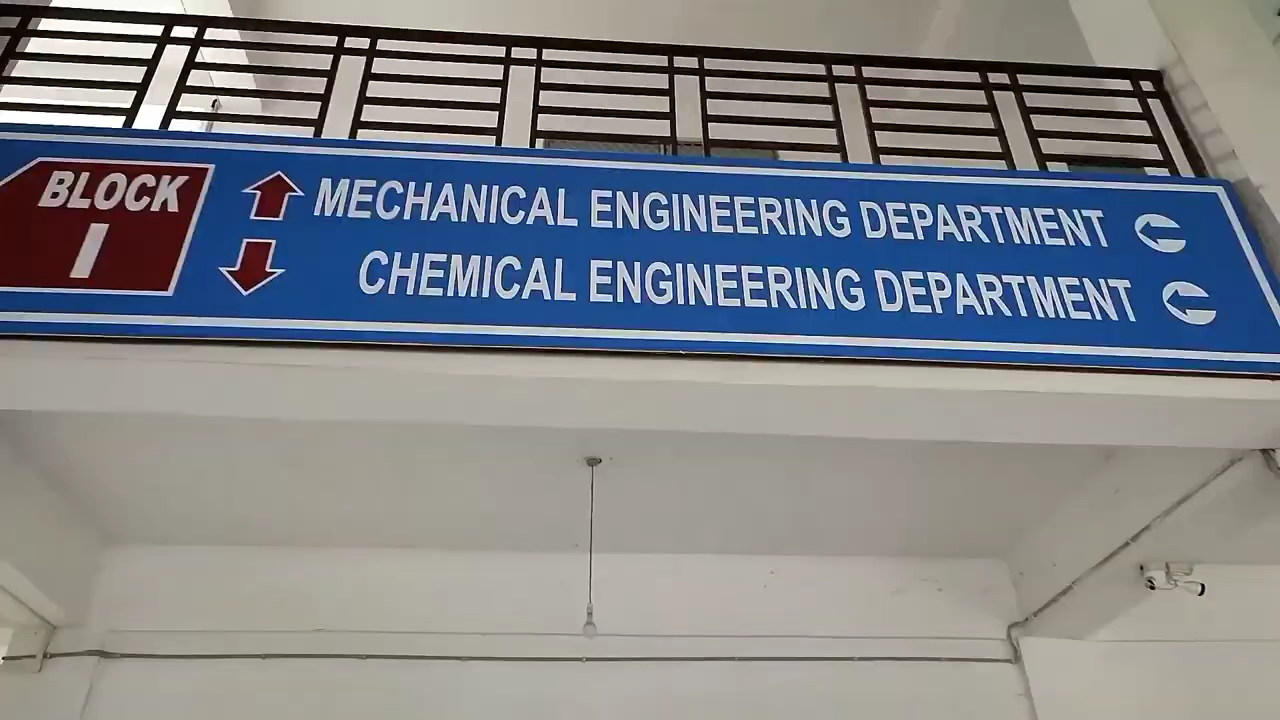 BLOCK
I
MECHANICAL ENGINEERING DEPARTMENT
CHEMICAL ENGINEERING DEPARTMENT